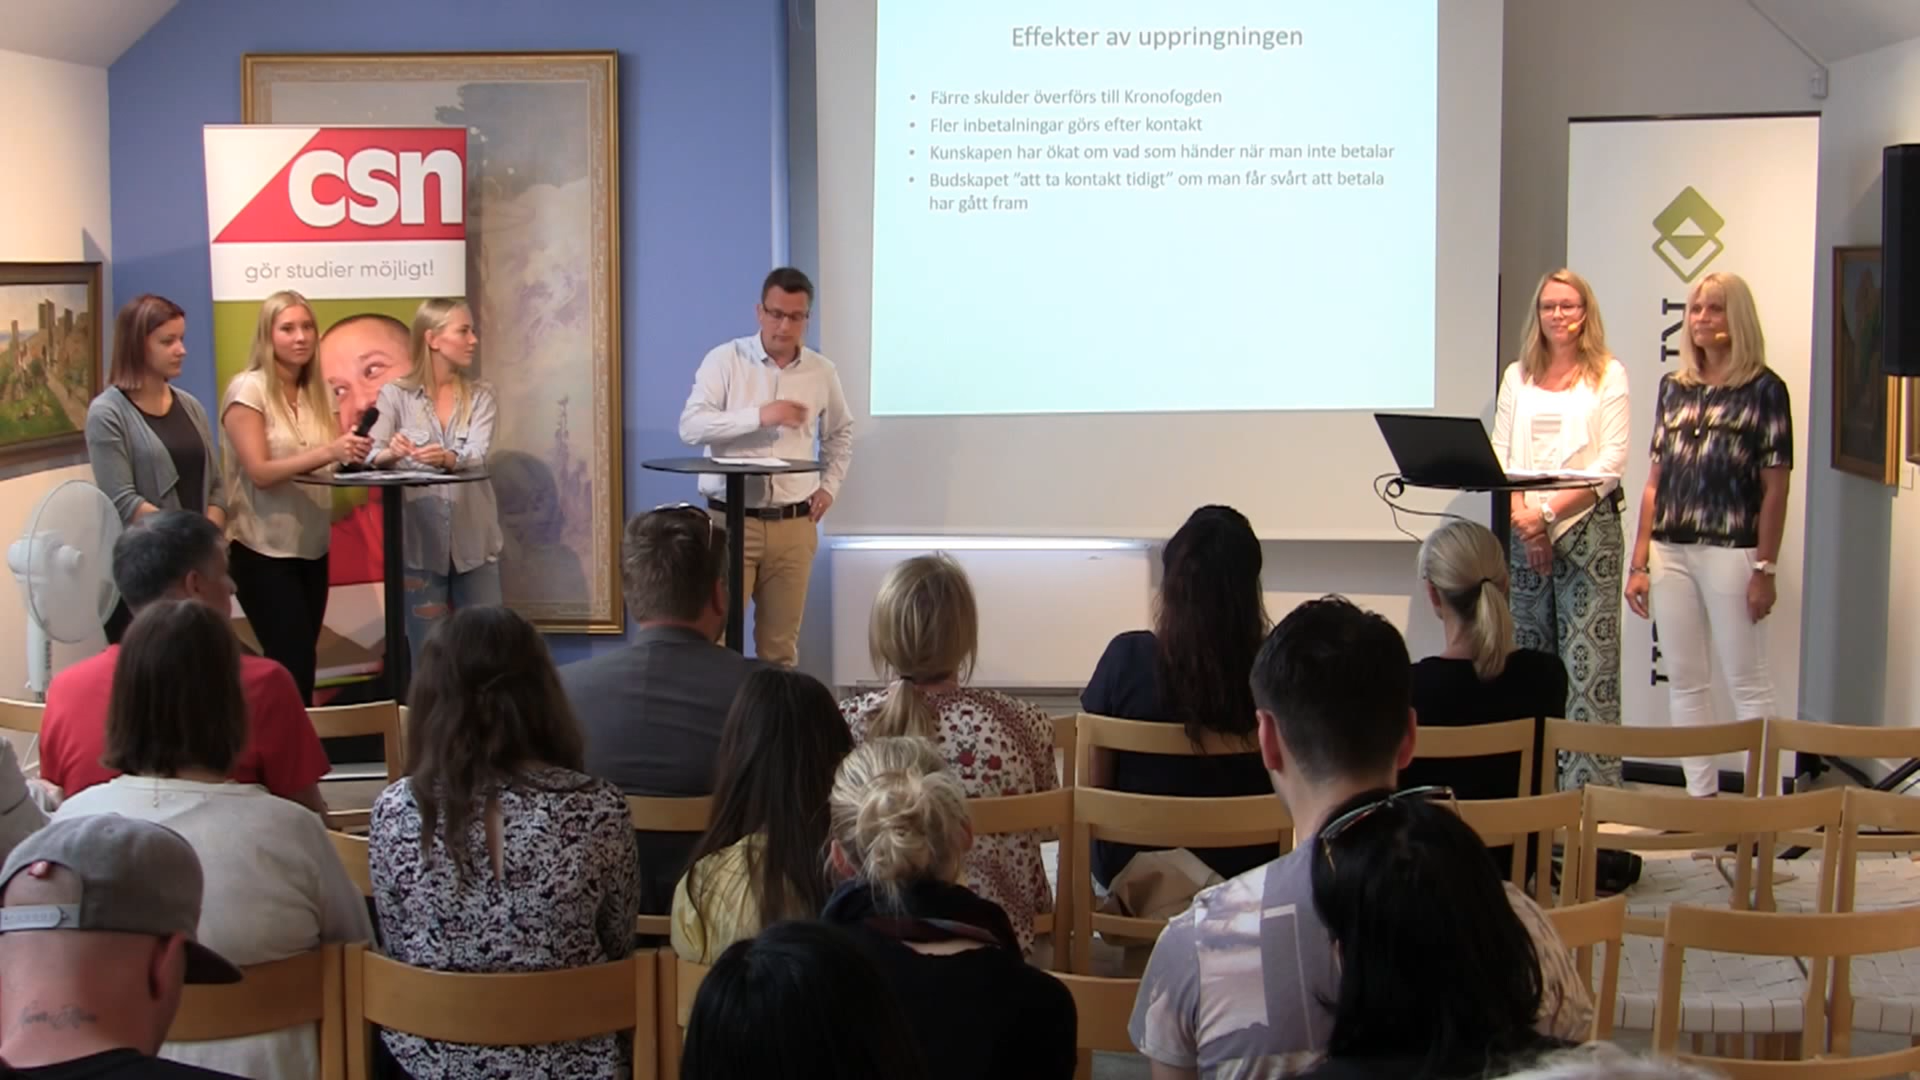 Effekter av uppringningen
• Färre skulder överförs till Kronofogden
• Fler inbetalningar görs efter kontakt
• Kunskapen har ökat om vad som händer när man inte betalar
• Budskapet ”att ta kontakt tidigt” om man får svårt att betala
har gått fram
csn
gör studier möjligt!